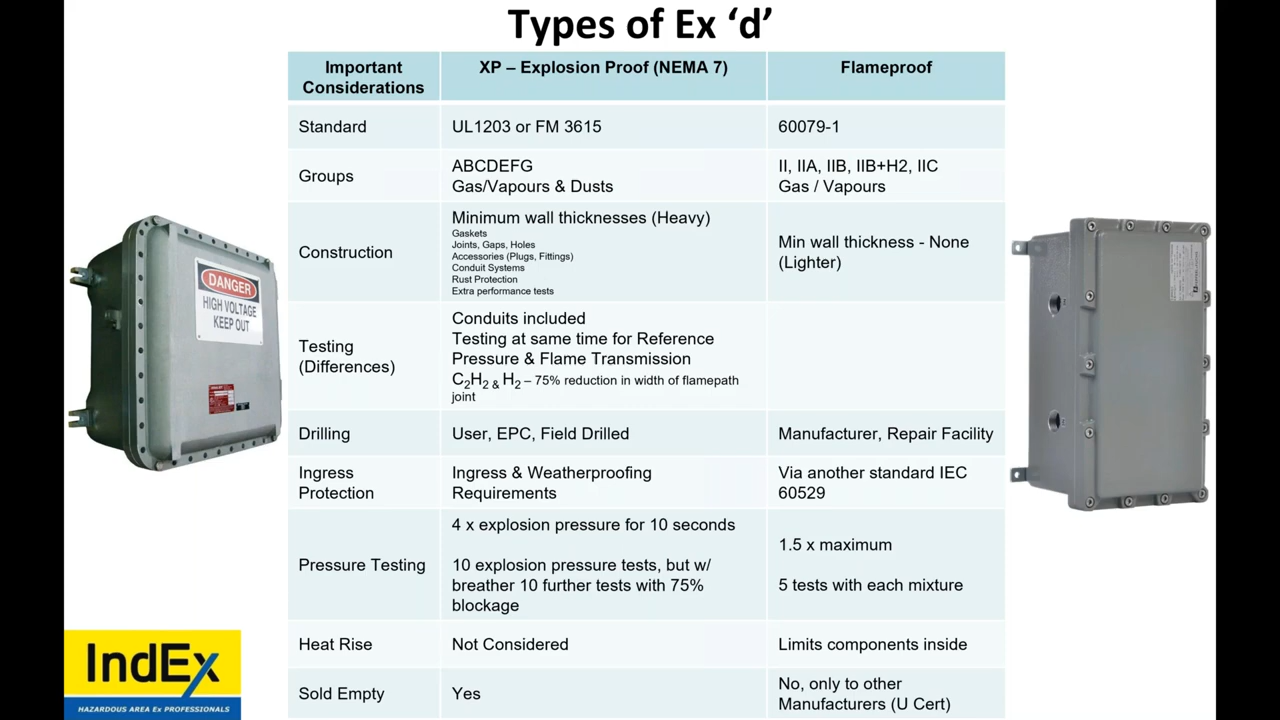 Types of Ex ‘d’
Important
Considerations
XP – Explosion Proof (NEMA 7)
Flameproof
Standard
UL1203 or FM 3615
60079-1
Groups
ABCDEFG
Gas/Vapours & Dusts
II, IIA, IIB, IIB+H2, IIC
Gas / Vapours
Construction
Minimum wall thicknesses (Heavy)
Gaskets
Joints, Gaps, Holes
Accessories (Plugs, Fittings)
Conduit Systems
Rust Protection
Extra performance tests
Min wall thickness - None
(Lighter)
Testing
(Differences)
Conduits included
Testing at same time for Reference
Pressure & Flame Transmission
C₂H₂ & H₂ – 75% reduction in width of flamepath
joint
Drilling
User, EPC, Field Drilled
Manufacturer, Repair Facility
Ingress
Protection
Ingress & Weatherproofing
Requirements
Via another standard IEC
60529
Pressure Testing
4 x explosion pressure for 10 seconds
10 explosion pressure tests, but w/
breather 10 further tests with 75%
blockage
1.5 x maximum
5 tests with each mixture
Heat Rise
Not Considered
Limits components inside
Sold Empty
Yes
No, only to other
Manufacturers (U Cert)
DANGER
HIGH VOLTAGE
KEEP OUT
IndEx
HAZARDOUS AREA Ex PROFESSIONALS